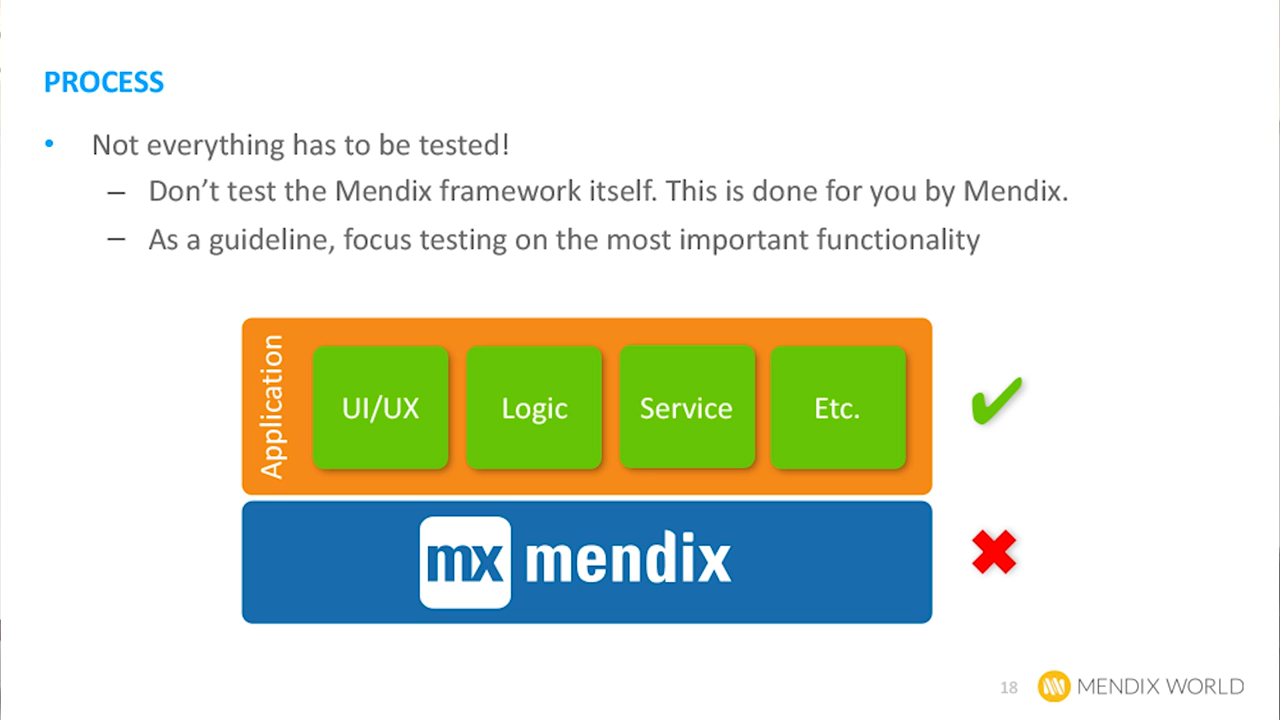 PROCESS
• Not everything has to be tested!
– Don’t test the Mendix framework itself. This is done for you by Mendix.
– As a guideline, focus testing on the most important functionality
Application
UI/UX
Logic
Service
Etc.
mx mendix
18
MENDIX WORLD